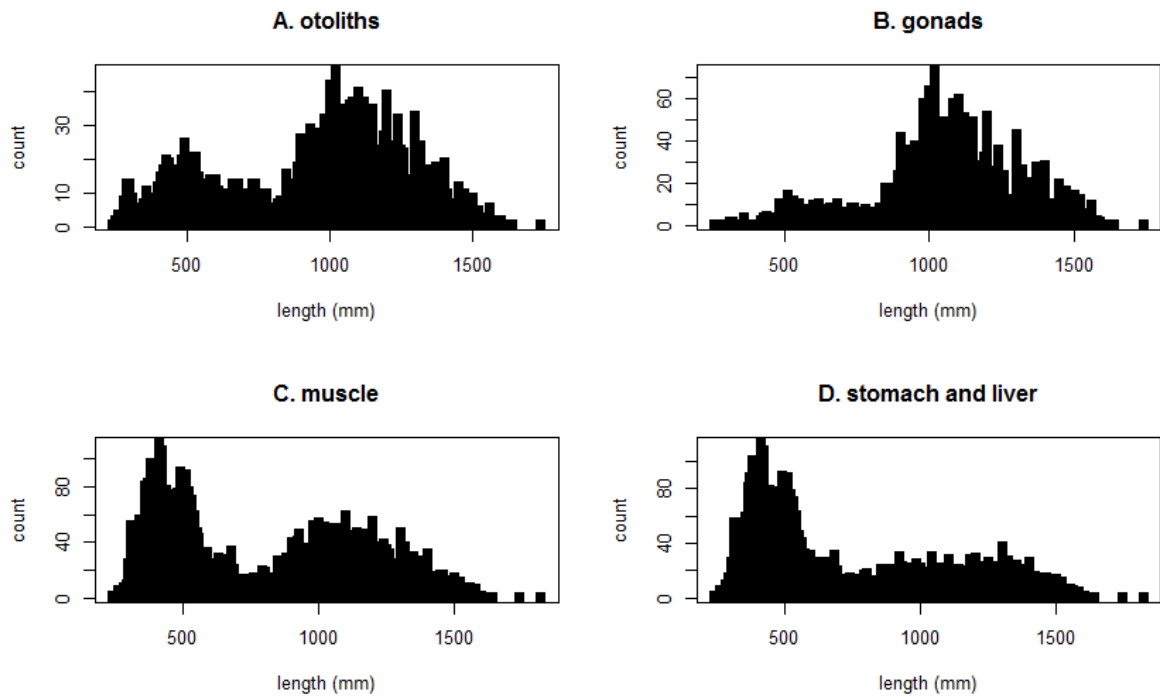 A. otoliths
count
0
10
30
500
1000
1500
length (mm)
B. gonads
count
0
20
40
60
500
1000
1500
length (mm)
C. muscle
count
0
40
80
500
1000
1500
length (mm)
D. stomach and liver
count
0
40
80
500
1000
1500
length (mm)